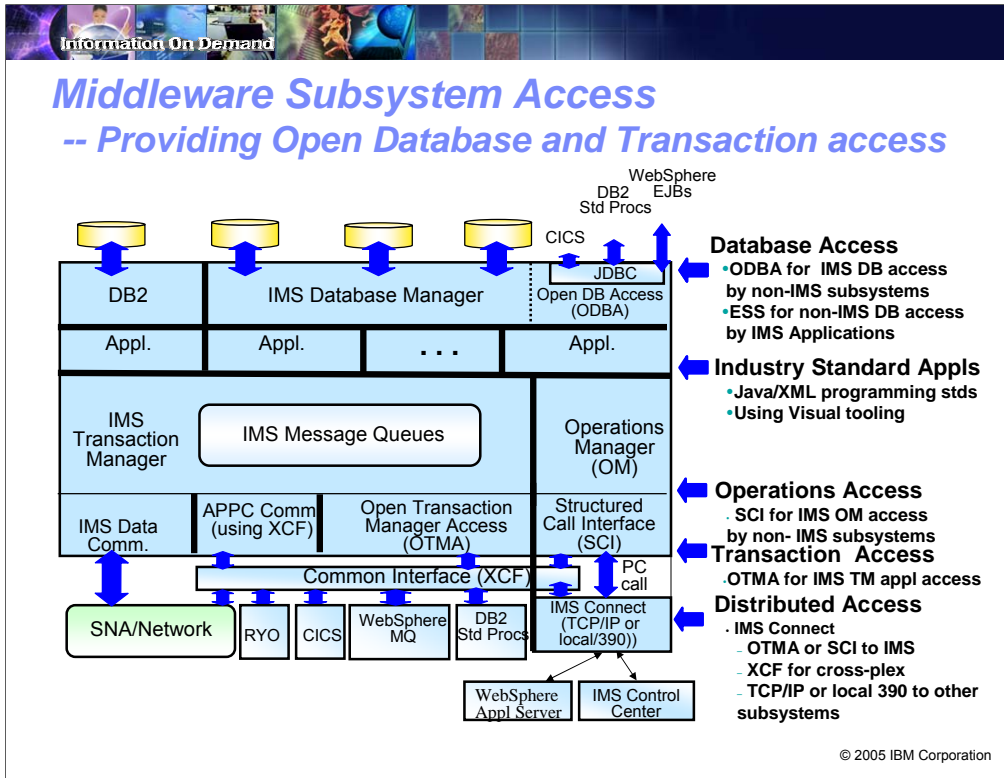 Information On Demand
Middleware Subsystem Access
-- Providing Open Database and Transaction access
WebSphere
EJBs
DB2
Std Procs
CICS
JDBC
DB2
IMS Database Manager
Open DB Access
(ODBA)
Appl.
Appl.
. . .
Appl.
IMS
Transaction
Manager
IMS Message Queues
Operations
Manager
(OM)
IMS Data
Comm.
APPC Comm
(using XCF)
Open Transaction
Manager Access
(OTMA)
Structured
Call Interface
(SCI)
Common Interface (XCF)
PC
call
SNA/Network
RYO
CICS
WebSphere
MQ
DB2
Std Procs
IMS Connect
(TCP/IP or
local/390))
WebSphere
Appl Server
IMS Control
Center
Database Access
•ODBA for IMS DB access
by non-IMS subsystems
•ESS for non-IMS DB access
by IMS Applications
Industry Standard Appls
•Java/XML programming stds
•Using Visual tooling
Operations Access
· SCI for IMS OM access
by non- IMS subsystems
Transaction Access
·OTMA for IMS TM appl access
Distributed Access
· IMS Connect
– OTMA or SCI to IMS
– XCF for cross-plex
– TCP/IP or local 390 to other
subsystems
© 2005 IBM Corporation